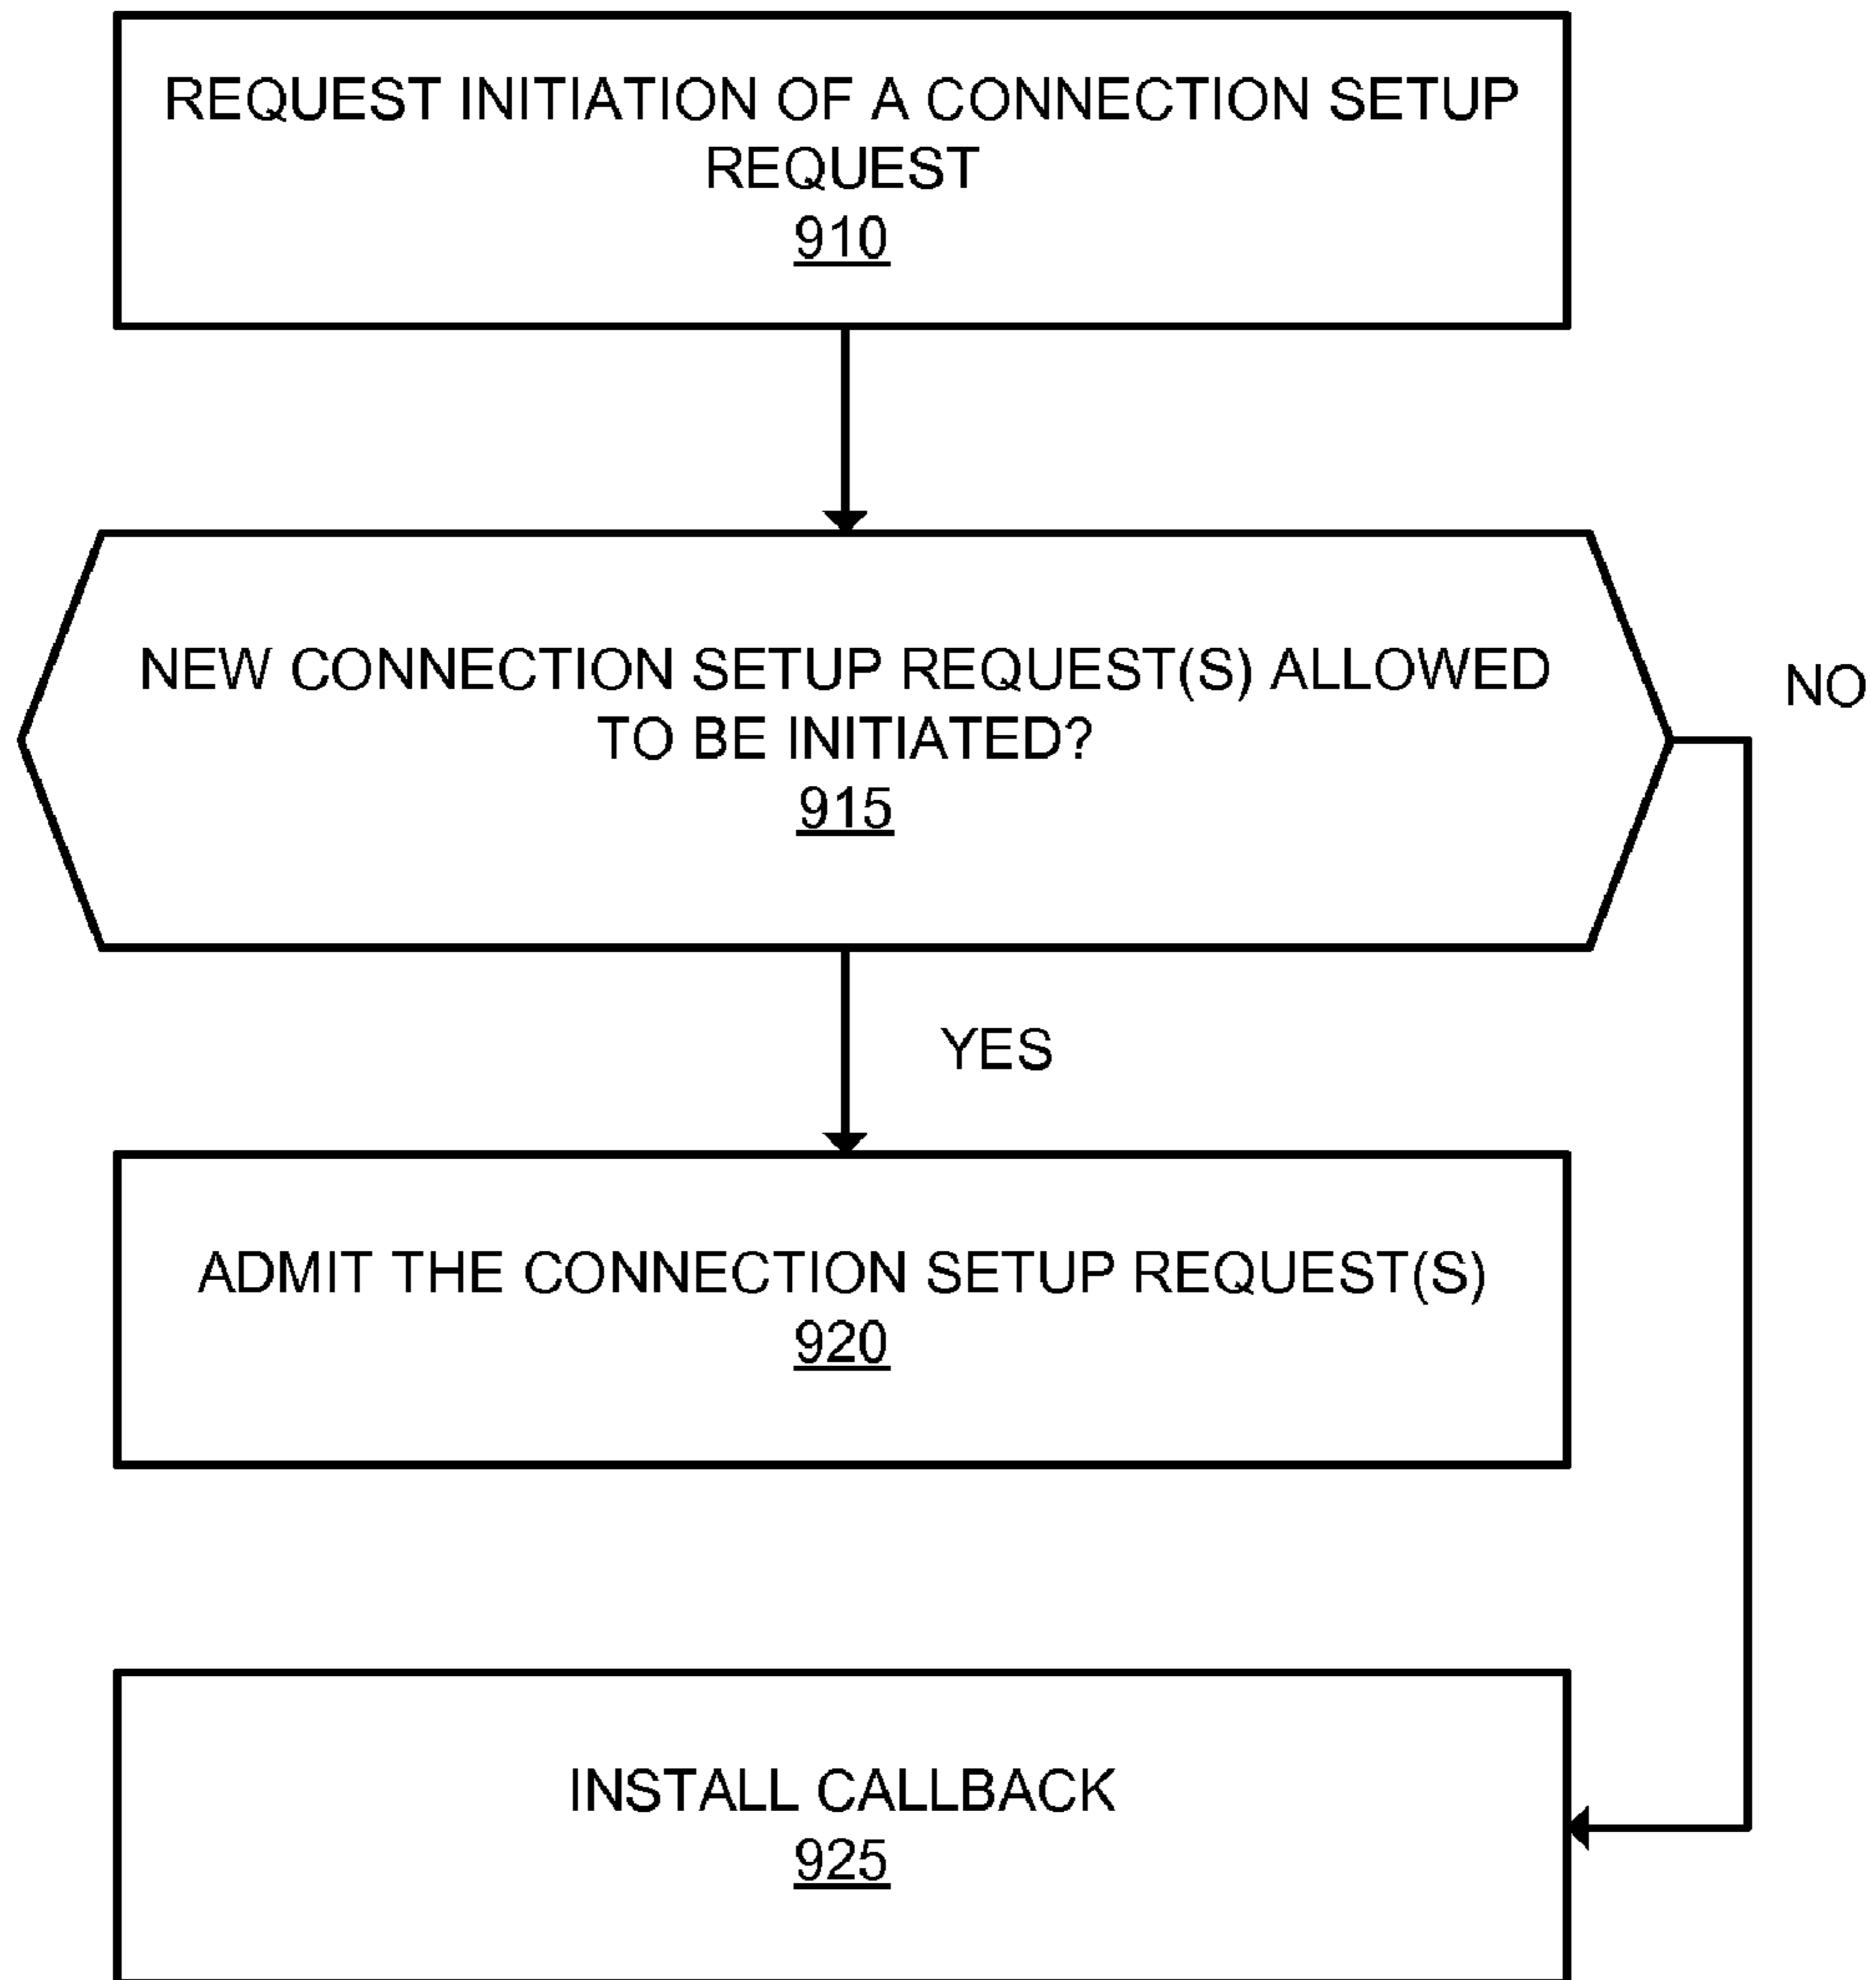 REQUEST INITIATION OF A CONNECTION SETUP
REQUEST
910
NEW CONNECTION SETUP REQUEST(S) ALLOWED
TO BE INITIATED?
915
NO
YES
ADMIT THE CONNECTION SETUP REQUEST(S)
920
INSTALL CALLBACK
925